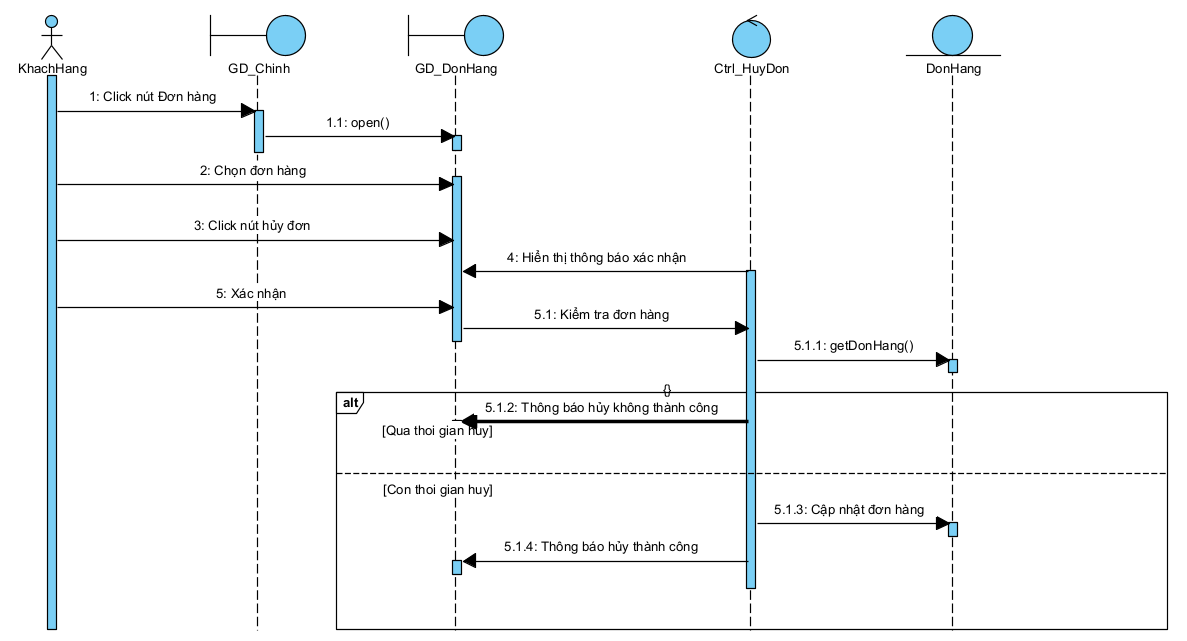 KhachHang
GD_Chinh
GD_DonHang
Ctrl_HuyDon
DonHang
1: Click nút Đơn hàng
1.1: open()
2: Chọn đơn hàng
3: Click nút hủy đơn
4: Hiển thị thông báo xác nhận
5: Xác nhận
5.1: Kiểm tra đơn hàng
5.1.1: getDonHang()
{}
alt
5.1.2: Thông báo hủy không thành công
[Qua thoi gian huy]
[Con thoi gian huy]
5.1.3: Cập nhật đơn hàng
5.1.4: Thông báo hủy thành công